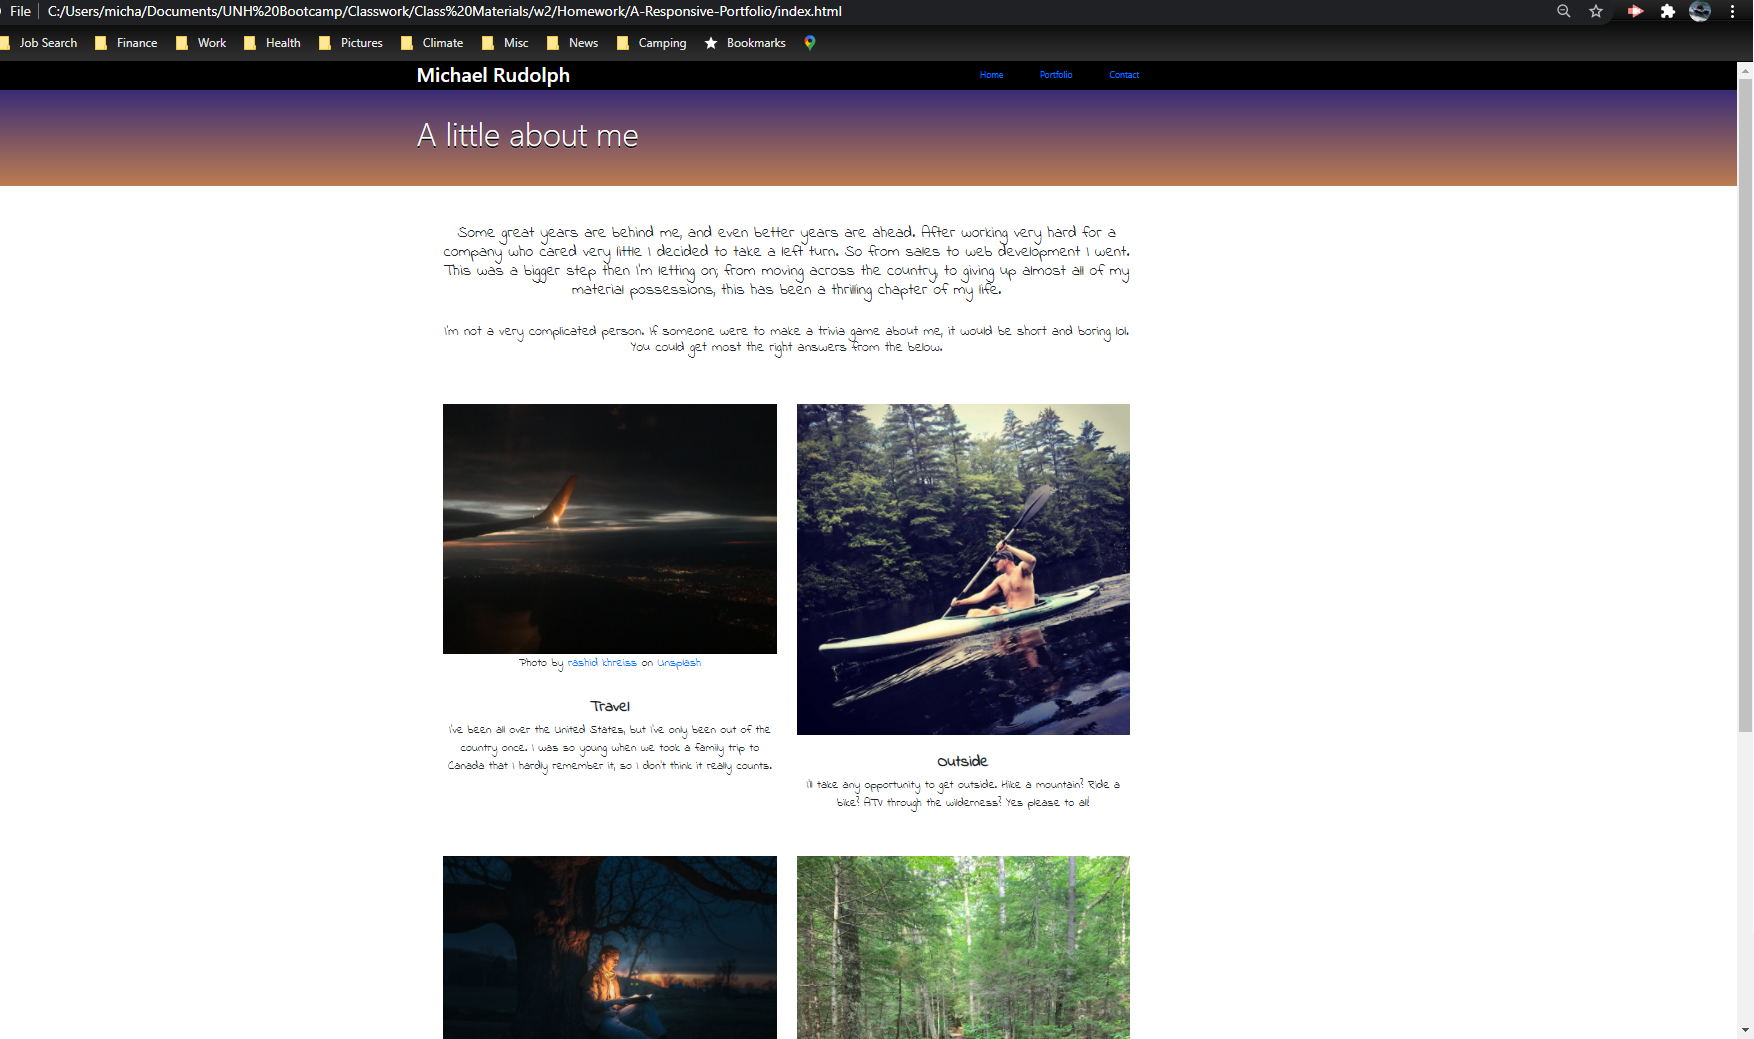 File C:/Users/micha/Documents/UNH%20Bootcamp/Classwork/Class%20Materials/w2/Homework/A-Responsive-Portfolio/index.html
Job Search Finance Work Health Pictures Climate Misc News Camping Bookmarks
Michael Rudolph Home Portfolio Contact
A little about me
Some great years are behind me, and even better years are ahead. After working very hard for a
company who cared very little I decided to take a left turn. So from sales to web development I went.
This was a bigger step then I'm letting on; from moving across the country, to giving up almost all of my
material possessions, this has been a thrilling chapter of my life.
I'm not a very complicated person. If someone were to make a trivia game about me, it would be short and boring lol.
You could get most the right answers from the below.
Photo by rashid khreiss on Unsplash
Travel
I've been all over the United States, but I've only been out of the
country once. I was so young when we took a family trip to
Canada that I hardly remember it, so I don't think it really counts.
Outside
I'll take any opportunity to get outside. Hike a mountain? Ride a
bike? ATV through the wilderness? Yes please to all!